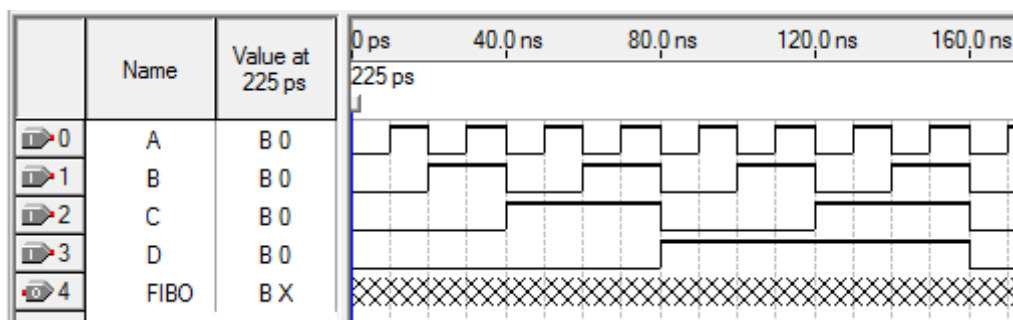 Name Value at 225 ps 0 ps 40.0 ns 80.0 ns 120.0 ns 160.0 ns
225 ps
0 A B 0
1 B B 0
2 C B 0
3 D B 0
4 FIBO B X